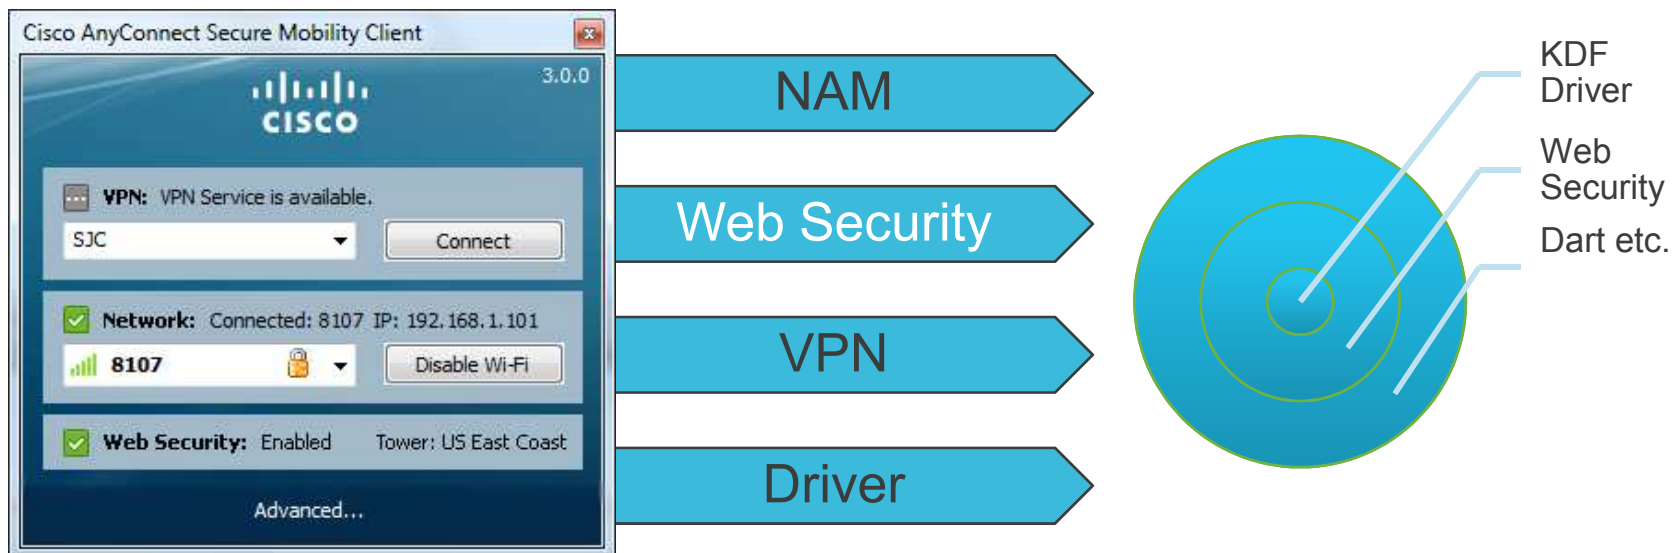 Cisco AnyConnect Secure Mobility Client
3.0.0
CISCO
VPN: VPN Service is available.
SJC
Connect
Network: Connected: 8107 IP: 192.168.1.101
8107
Disable Wi-Fi
Web Security: Enabled Tower: US East Coast
Advanced...
NAM
Web Security
VPN
Driver
KDF
Driver
Web
Security
Dart etc.